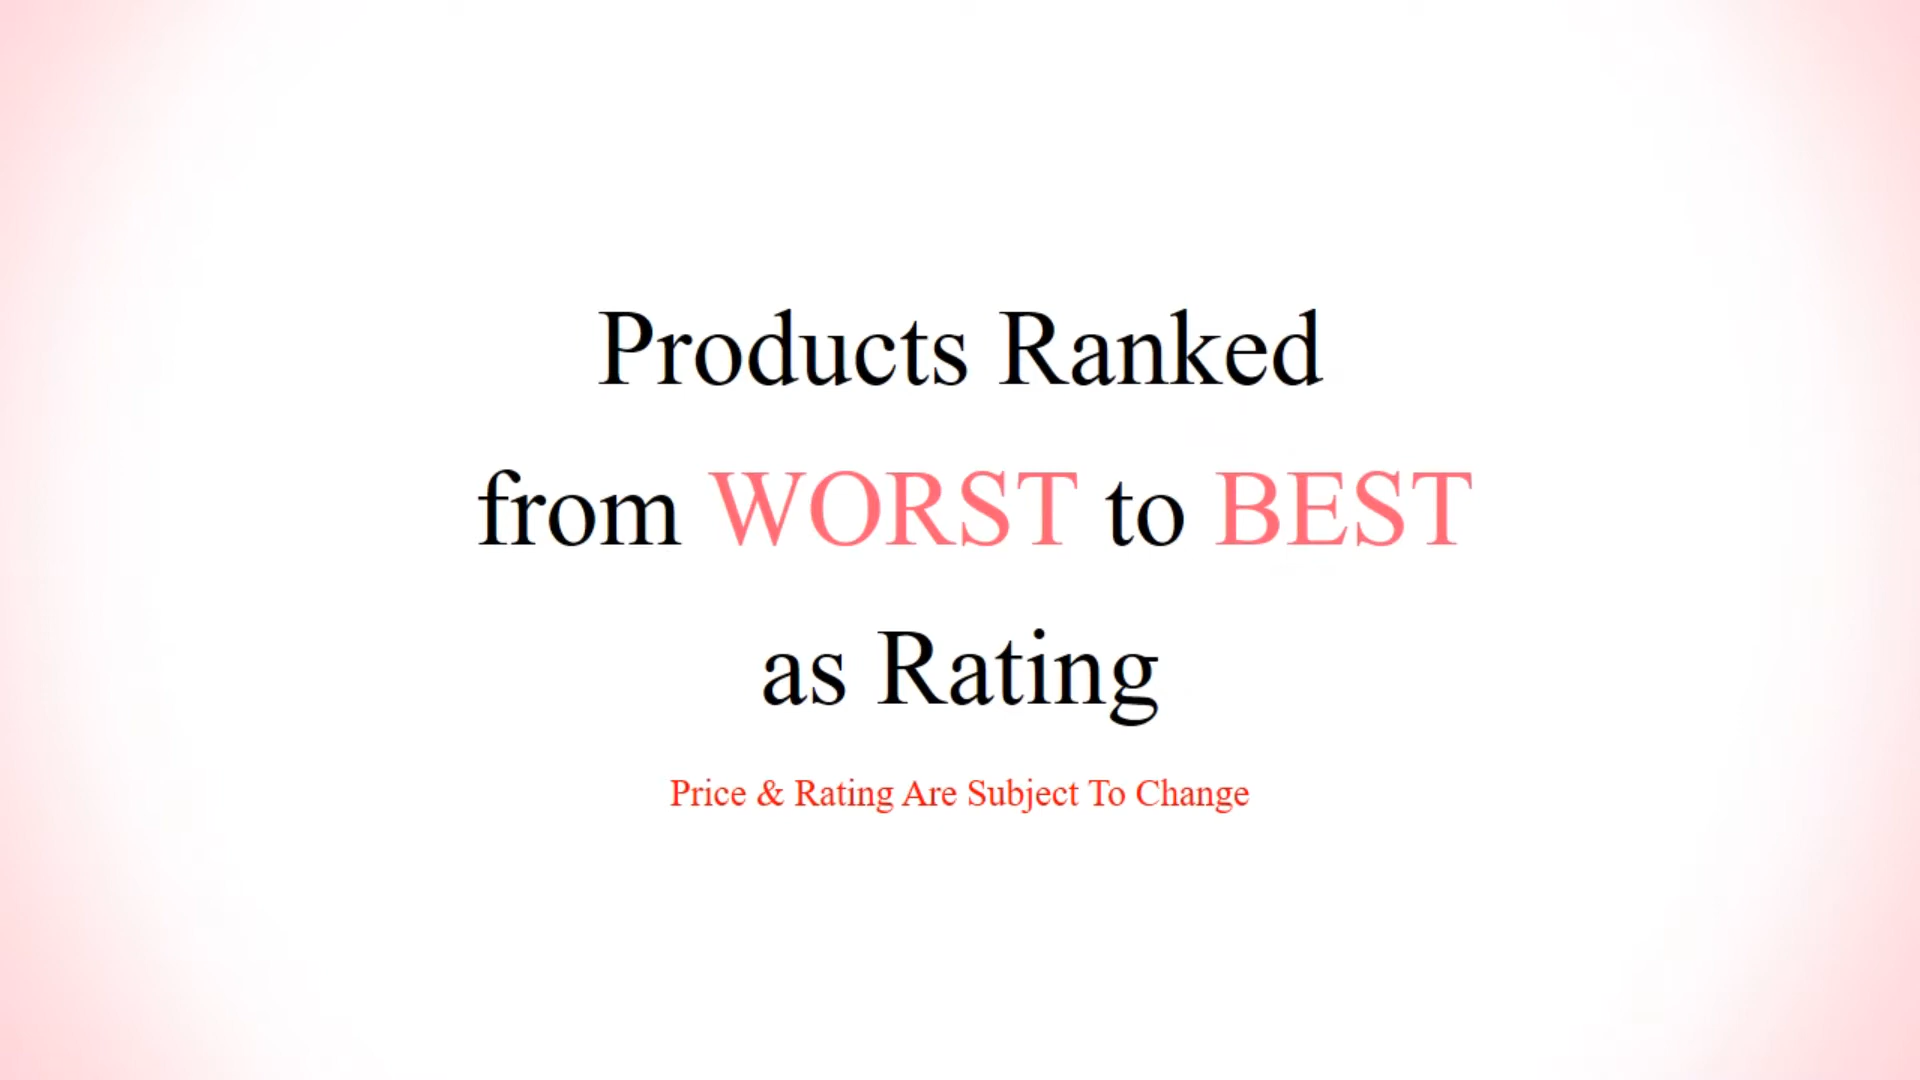 Products Ranked
from WORST to BEST
as Rating
Price & Rating Are Subject To Change